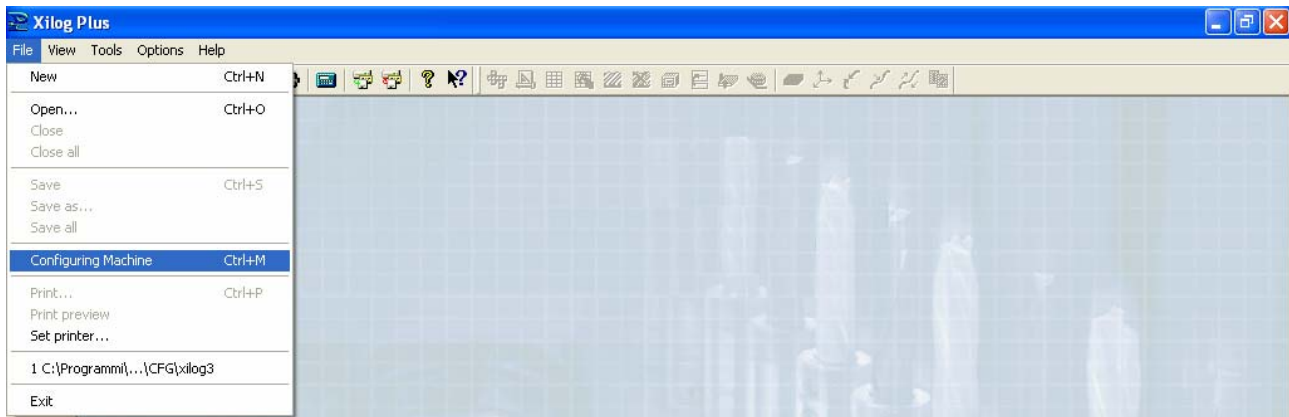 Xilog Plus
File View Tools Options Help
New Ctrl+N
Open... Ctrl+O
Close
Close all
Save Ctrl+S
Save as...
Save all
Configuring Machine Ctrl+M
Print... Ctrl+P
Print preview
Set printer...
1 C:\Programmi\...\CFG\xilog3
Exit